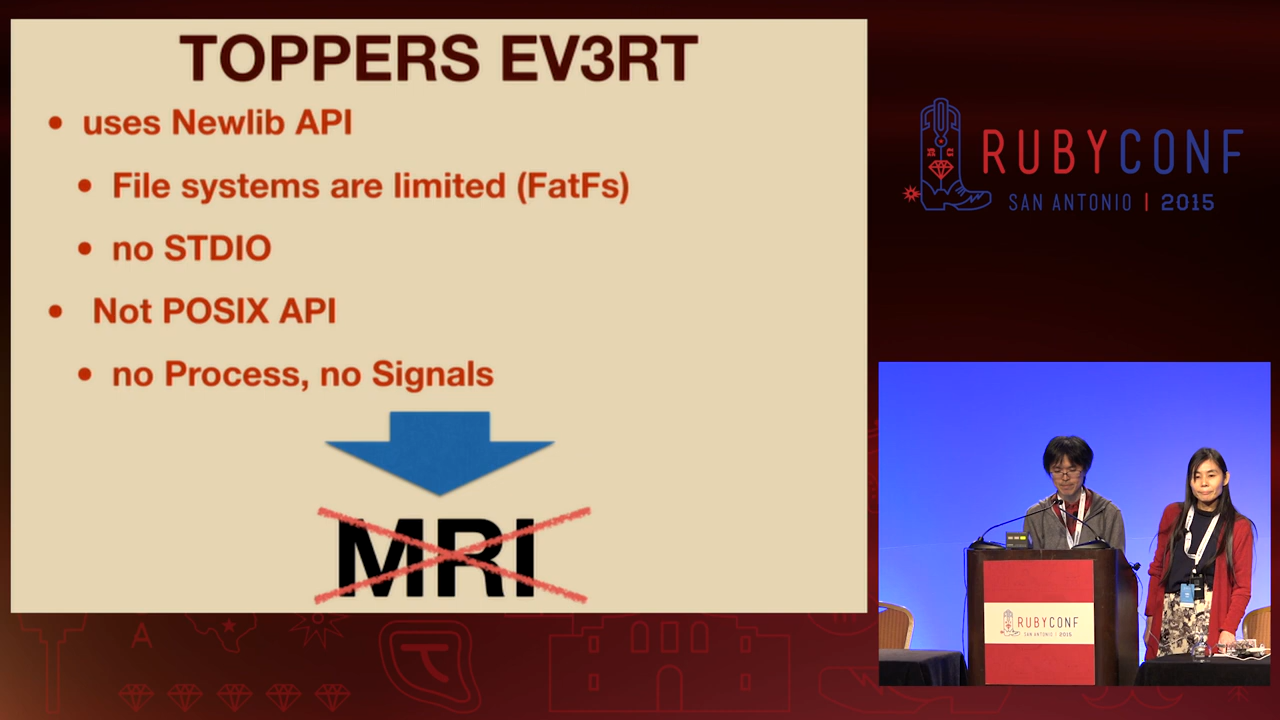 TOPPERS EV3RT
• uses Newlib API
• File systems are limited (FatFs)
• no STDIO
• Not POSIX API
• no Process, no Signals
MRI
RUBYCONF
SAN ANTONIO | 2015
RUBYCONF
SAN ANTONIO | 2015
A